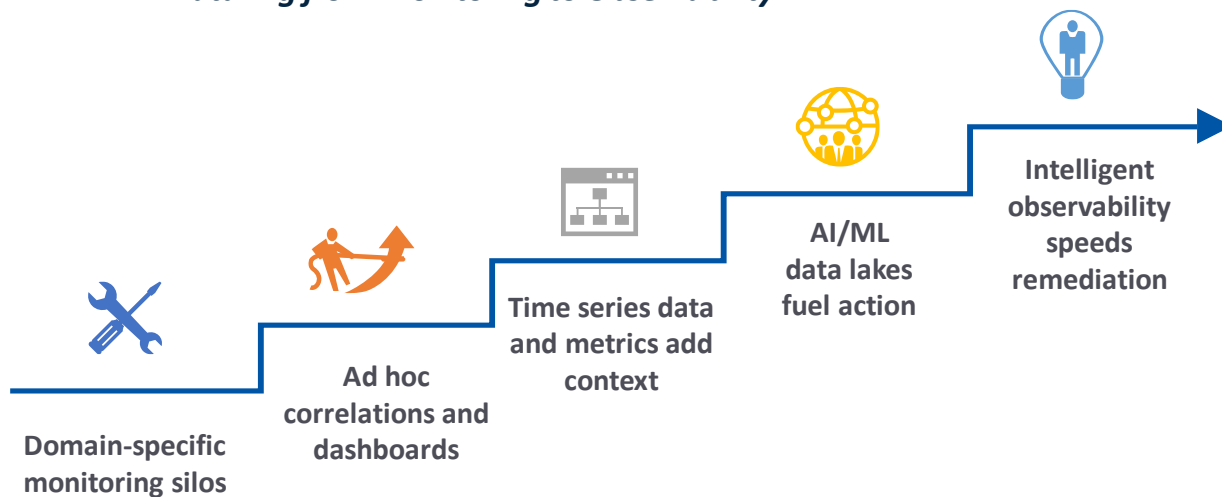 Domain-specific
monitoring silos
Ad hoc
correlations and
dashboards
Time series data
and metrics add
context
AI/ML
data lakes
fuel action
Intelligent
observability
speeds
remediation